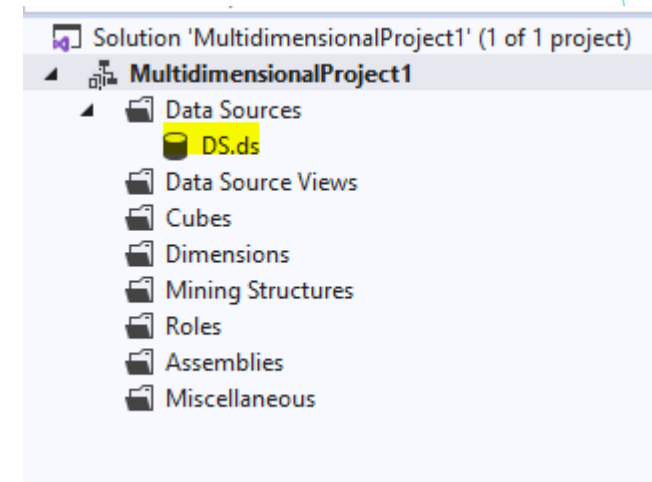 Solution 'MultidimensionalProject1' (1 of 1 project)
MultidimensionalProject1
Data Sources
DS.ds
Data Source Views
Cubes
Dimensions
Mining Structures
Roles
Assemblies
Miscellaneous